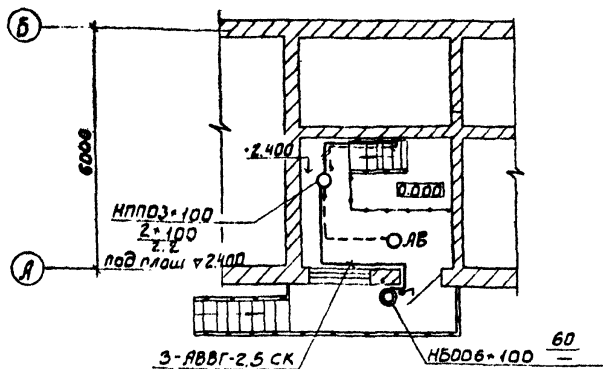 Б
6000
-2.400
НПП03×100
2×100
2.2
под площ ▽2.400
0.000
АВ
А
3-АВВГ-2,5 СК
НБ006×100 60
—